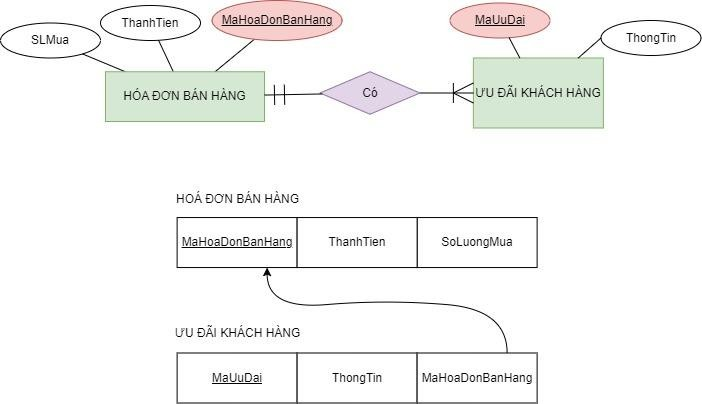 ThanhTien
MaHoaDonBanHang
MaUuDai
SLMua
ThongTin
HÓA ĐƠN BÁN HÀNG
Có
ƯU ĐÃI KHÁCH HÀNG
HOÁ ĐƠN BÁN HÀNG
MaHoaDonBanHang
ThanhTien
SoLuongMua
ƯU ĐÃI KHÁCH HÀNG
MaUuDai
ThongTin
MaHoaDonBanHang